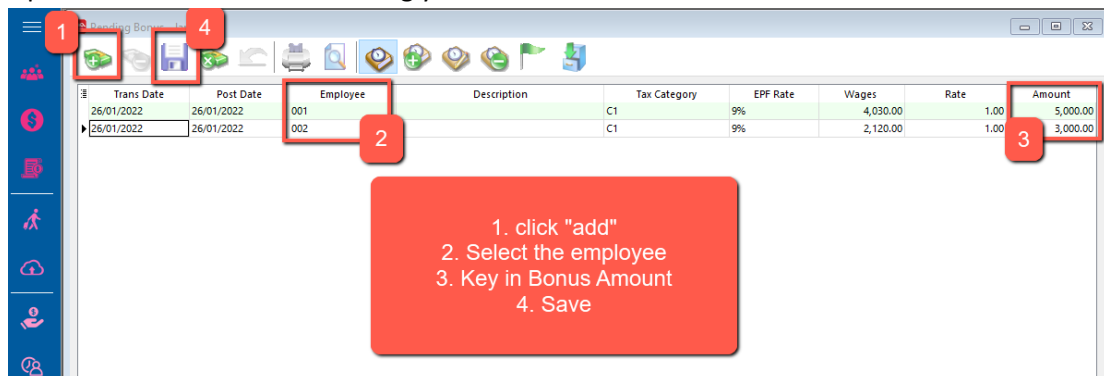 1
4
Pending Bonus
Trans Date Post Date Employee Description Tax Category EPF Rate Wages Rate Amount
26/01/2022 26/01/2022 001 C1 9% 4,030.00 1.00 5,000.00
26/01/2022 26/01/2022 002 C1 9% 2,120.00 1.00 3,000.00
2
3
1. click "add"
2. Select the employee
3. Key in Bonus Amount
4. Save